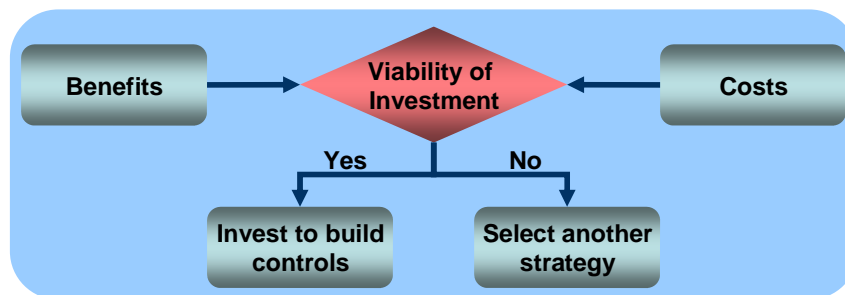 Benefits
Viability of
Investment
Costs
Yes
No
Invest to build
controls
Select another
strategy